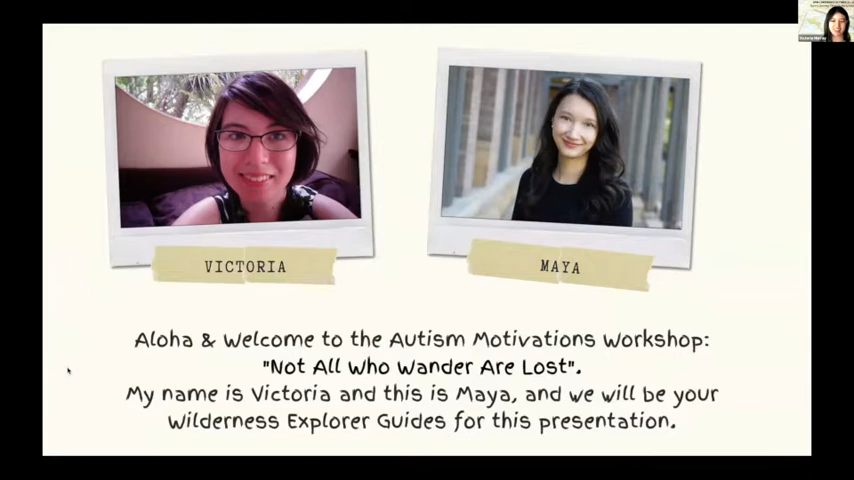 VICTORIA
MAYA
Aloha & Welcome to the Autism Motivations Workshop:
"Not All Who Wander Are Lost".
My name is Victoria and this is Maya, and we will be your
Wilderness Explorer Guides for this presentation.